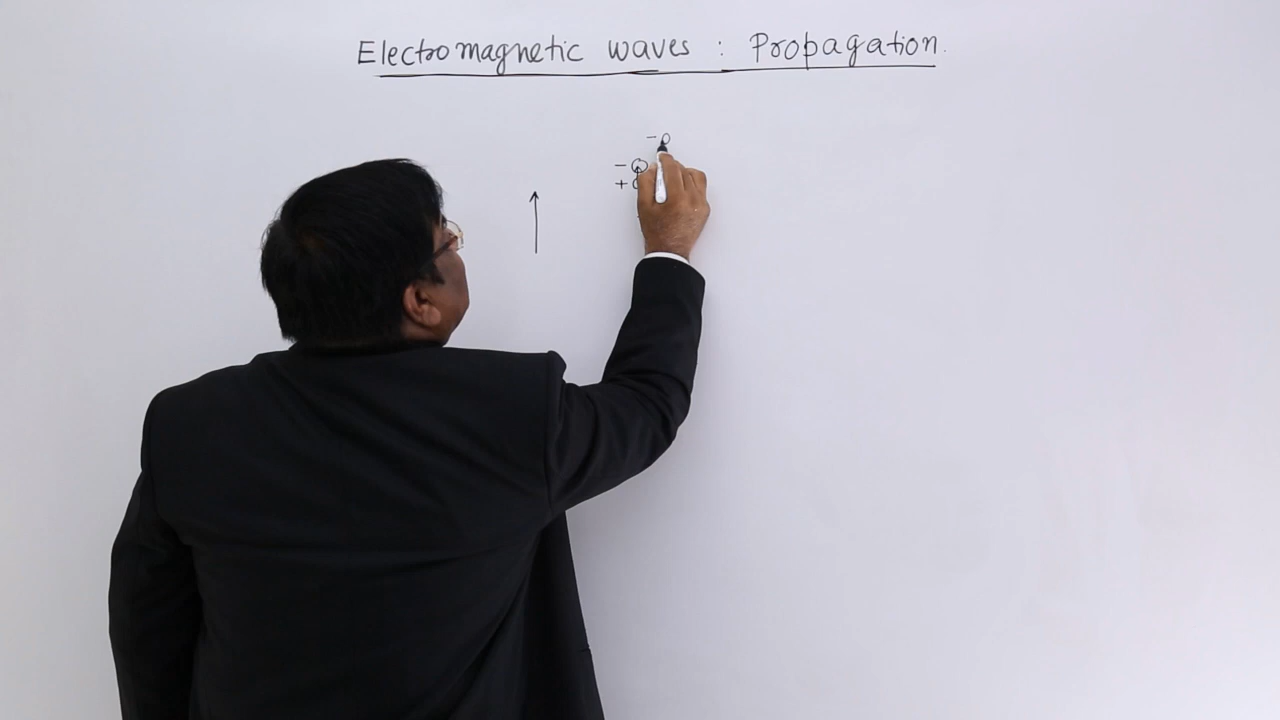 Electromagnetic waves : Propagation.
-
-
+